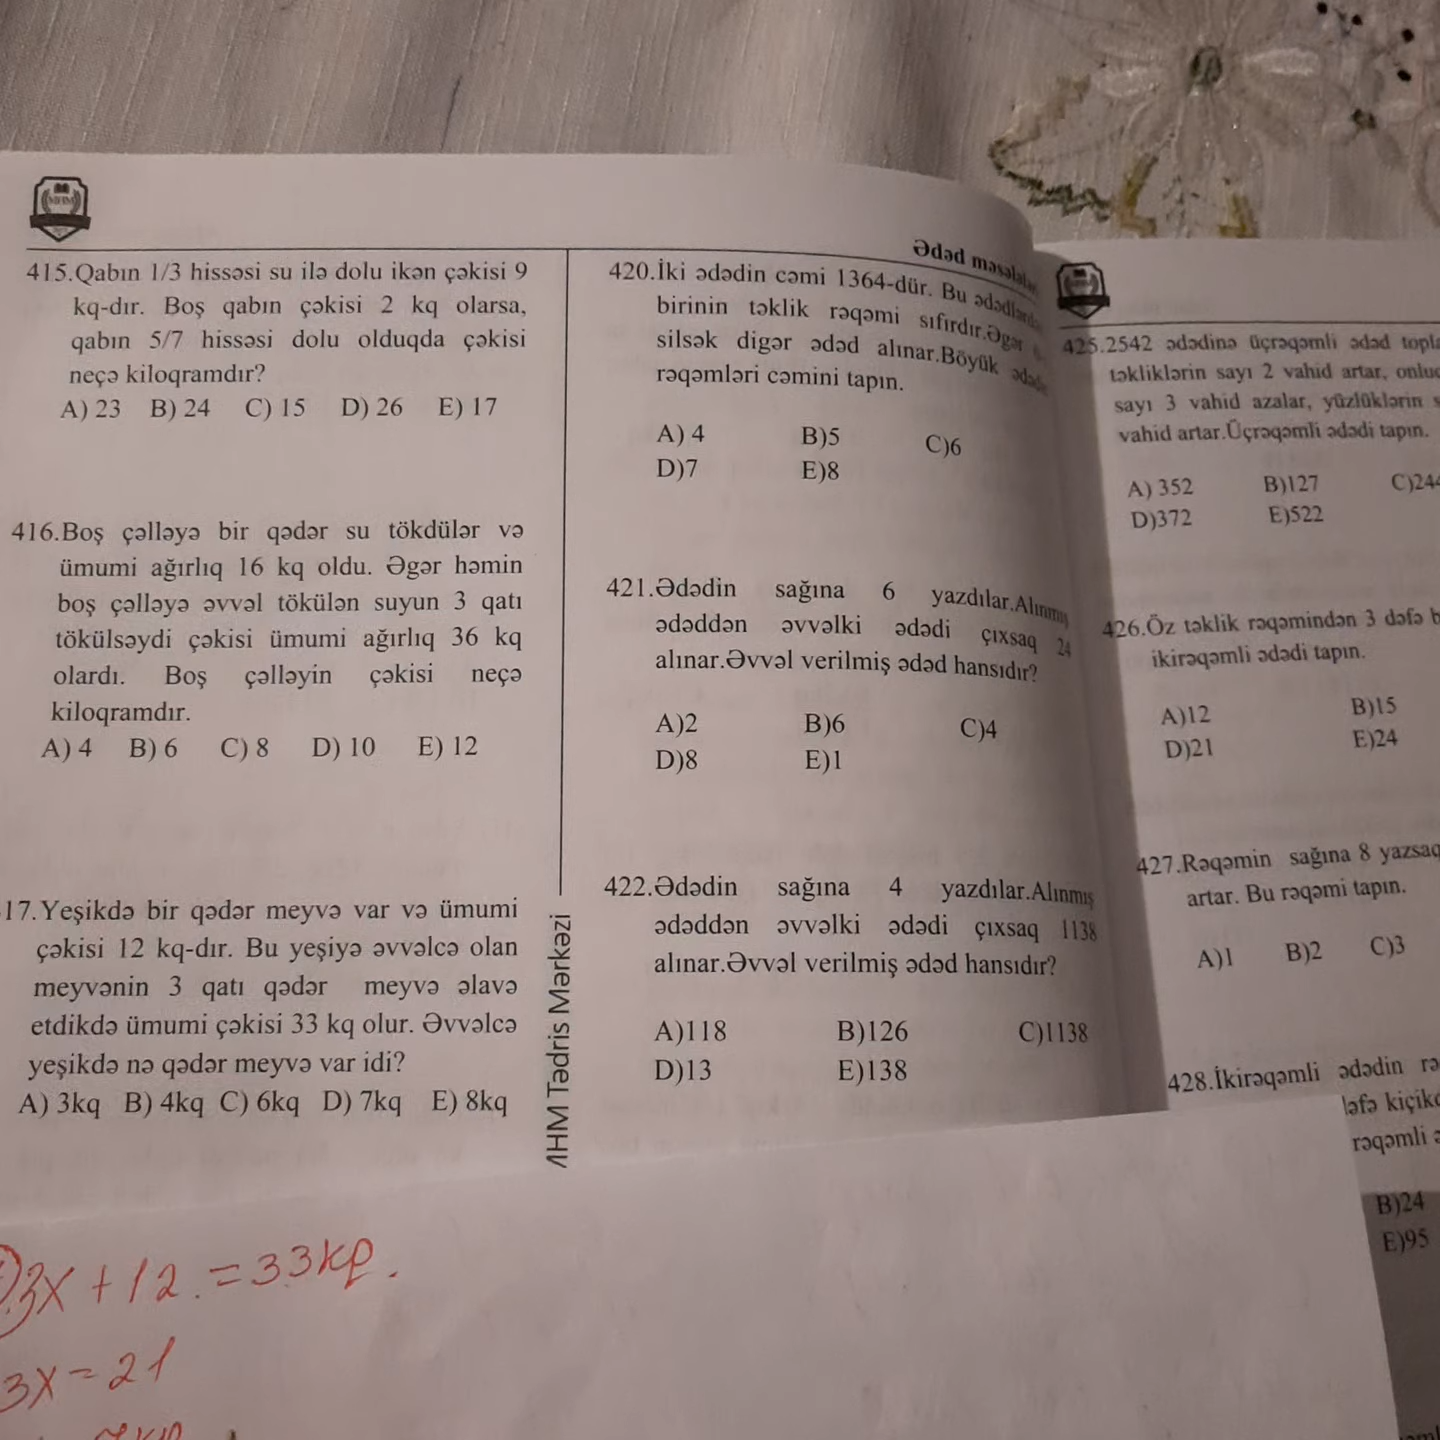 415.Qabın 1/3 hissəsi su ilə dolu ikən çəkisi 9
kq-dır. Boş qabın çəkisi 2 kq olarsa,
qabın 5/7 hissəsi dolu olduqda çəkisi
neçə kiloqramdır?
A) 23 B) 24 C) 15 D) 26 E) 17
416.Boş çəlləyə bir qədər su tökdülər və
ümumi ağırlıq 16 kq oldu. Əgər həmin
boş çəlləyə əvvəl tökülən suyun 3 qatı
tökülsəydi çəkisi ümumi ağırlıq 36 kq
olardı. Boş çəlləyin çəkisi neçə
kiloqramdır.
A) 4 B) 6 C) 8 D) 10 E) 12
17.Yeşikdə bir qədər meyvə var və ümumi
çəkisi 12 kq-dır. Bu yeşiyə əvvəlcə olan
meyvənin 3 qatı qədər meyvə əlavə
etdikdə ümumi çəkisi 33 kq olur. Əvvəlcə
yeşikdə nə qədər meyvə var idi?
A) 3kq B) 4kq C) 6kq D) 7kq E) 8kq
Tədris Mərkəzi
Ədəd məsələlər
420.İki ədədin cəmi 1364-dür. Bu ədədlərdən
birinin təklik rəqəmi sıfırdır.Əgər
silsək digər ədəd alınar.Böyük ədədin
rəqəmləri cəmini tapın.
A) 4 B)5 C)6
D)7 E)8
421.Ədədin sağına 6 yazdılar.Alınmış
ədəddən əvvəlki ədədi çıxsaq 24
alınar.Əvvəl verilmiş ədəd hansıdır?
A)2 B)6 C)4
D)8 E)1
422.Ədədin sağına 4 yazdılar.Alınmış
ədəddən əvvəlki ədədi çıxsaq 1138
alınar.Əvvəl verilmiş ədəd hansıdır?
A)118 B)126 C)1138
D)13 E)138
425.2542 ədədinə üçrəqəmli ədəd
təkliklərin sayı 2 vahid artar,
sayı 3 vahid azalar, yüzlüklərin
vahid artar.Üçrəqəmli ədədi tapın.
A) 352 B)127
D)372 E)522
426.Öz təklik rəqəmindən 3 dəfə
ikirəqəmli ədədi tapın.
A)12 B)15
D)21 E)24
427.Rəqəmin sağına 8
artar. Bu rəqəmi tapın.
A)1 B)2 C)3
428.İkirəqəmli ədədin
rəqəmli
B)24
E)95
3x + 12 = 33kq.
3x = 21